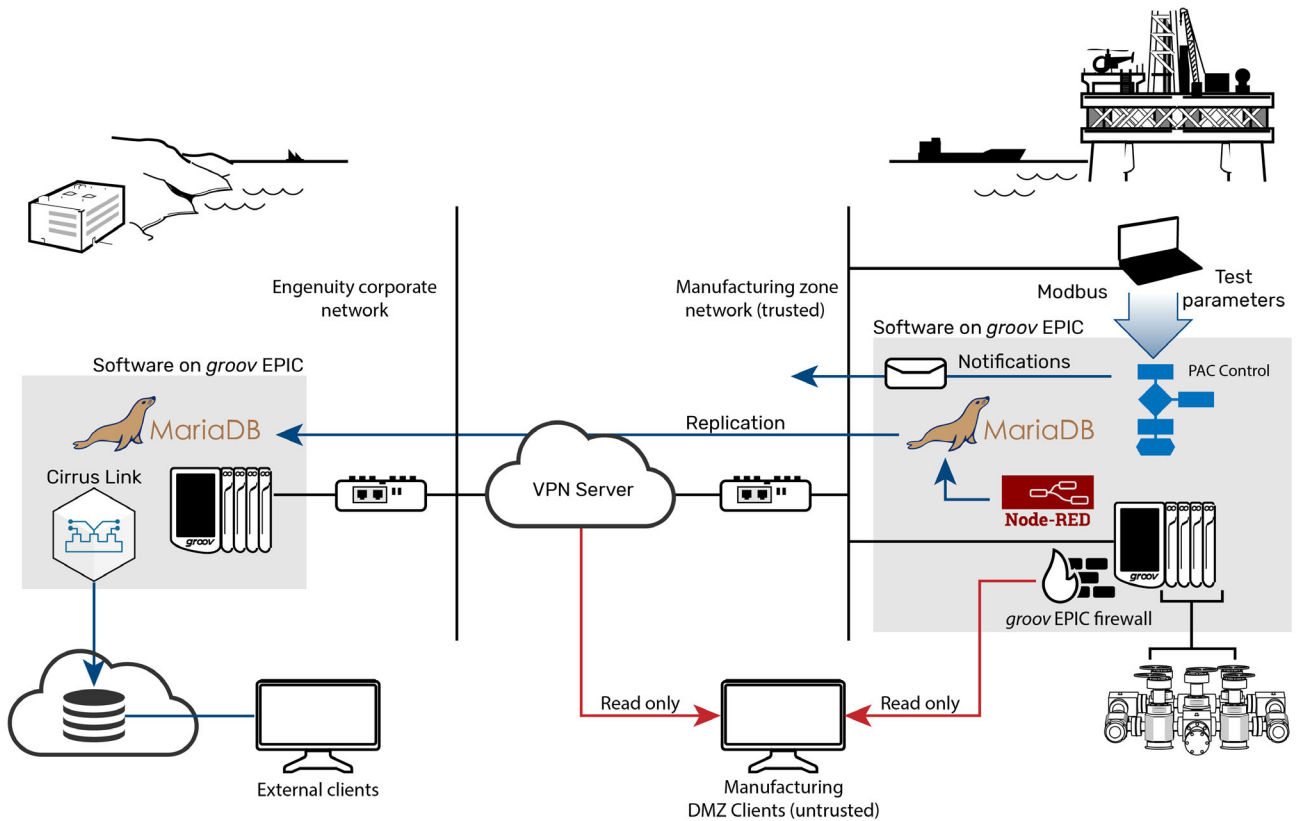 Engenuity corporate
network
Manufacturing zone
network (trusted)
Modbus
Test
parameters
Software on groov EPIC
Notifications
PAC Control
Software on groov EPIC
MariaDB
Replication
MariaDB
Cirrus Link
groov
VPN Server
Node-RED
groov
groov EPIC firewall
Read only
Read only
External clients
Manufacturing
DMZ Clients (untrusted)